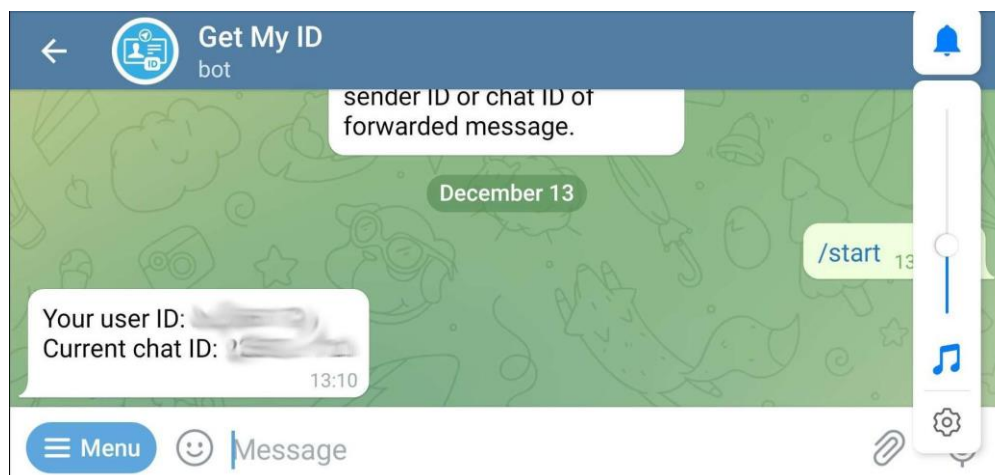 Get My ID
bot
sender ID or chat ID of
forwarded message.
December 13
/start 13
Your user ID:
Current chat ID:
13:10
Menu
Message